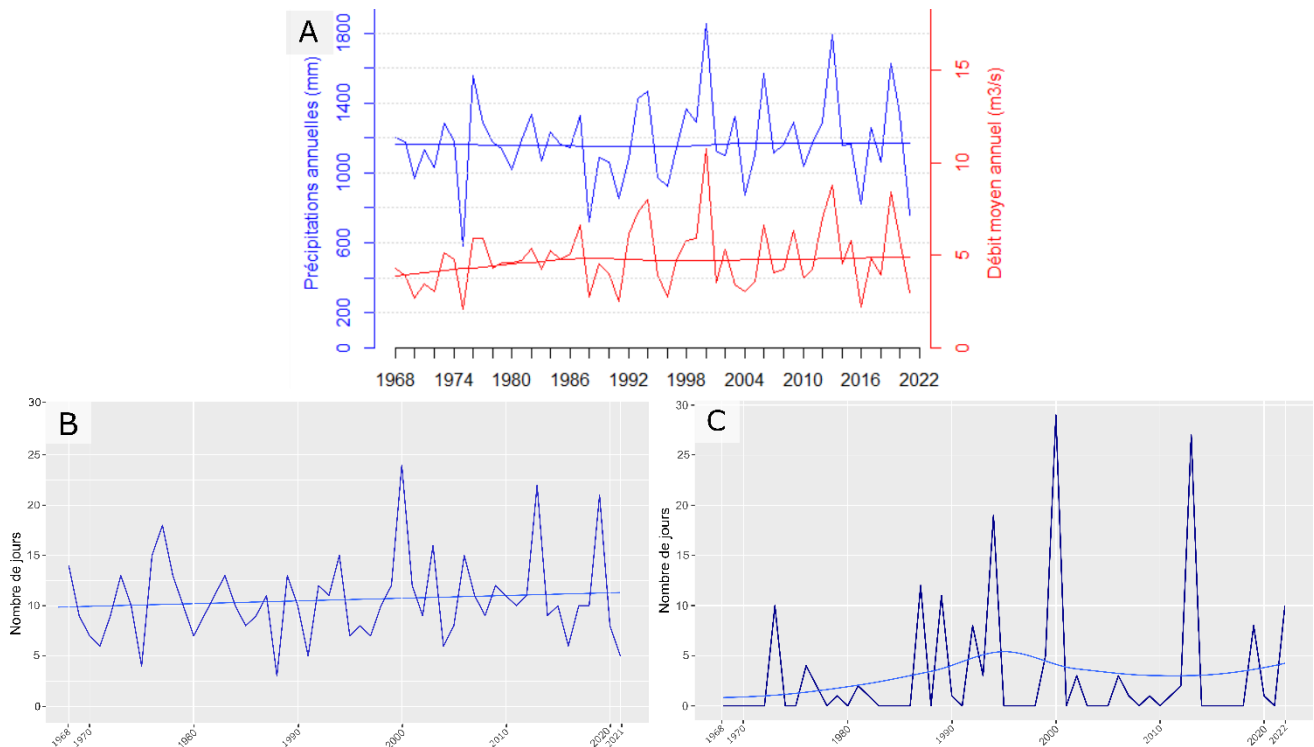 A
Précipitations annuelles (mm)
1800
1400
1000
600
200
0
15
10
5
0
Débit moyen annuel (m3/s)
1968 1974 1980 1986 1992 1998 2004 2010 2016 2022
B
Nombre de jours
30
25
20
15
10
5
0
1968 1970 1980 1990 2000 2010 2020 2021
C
Nombre de jours
30
25
20
15
10
5
0
1968 1970 1980 1990 2000 2010 2020 2022